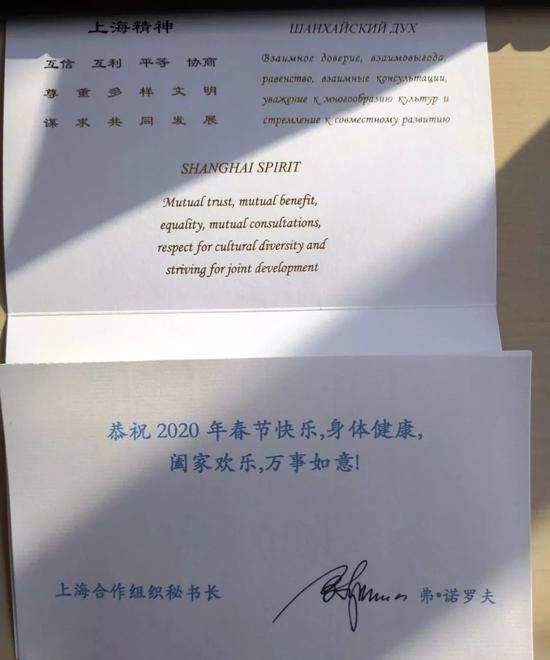 上海精神
互信 互利 平等 协商
尊重多样文明
谋求共同发展
ШАНХАЙСКИЙ ДУХ
Взаимное доверие, взаимовыгода,
равенство, взаимные консультации,
уважение к многообразию культур и
стремление к совместному развитию
SHANGHAI SPIRIT
Mutual trust, mutual benefit,
equality, mutual consultations,
respect for cultural diversity and
striving for joint development
恭祝 2020 年春节快乐,身体健康,
阖家欢乐,万事如意!
上海合作组织秘书长
弗•诺罗夫